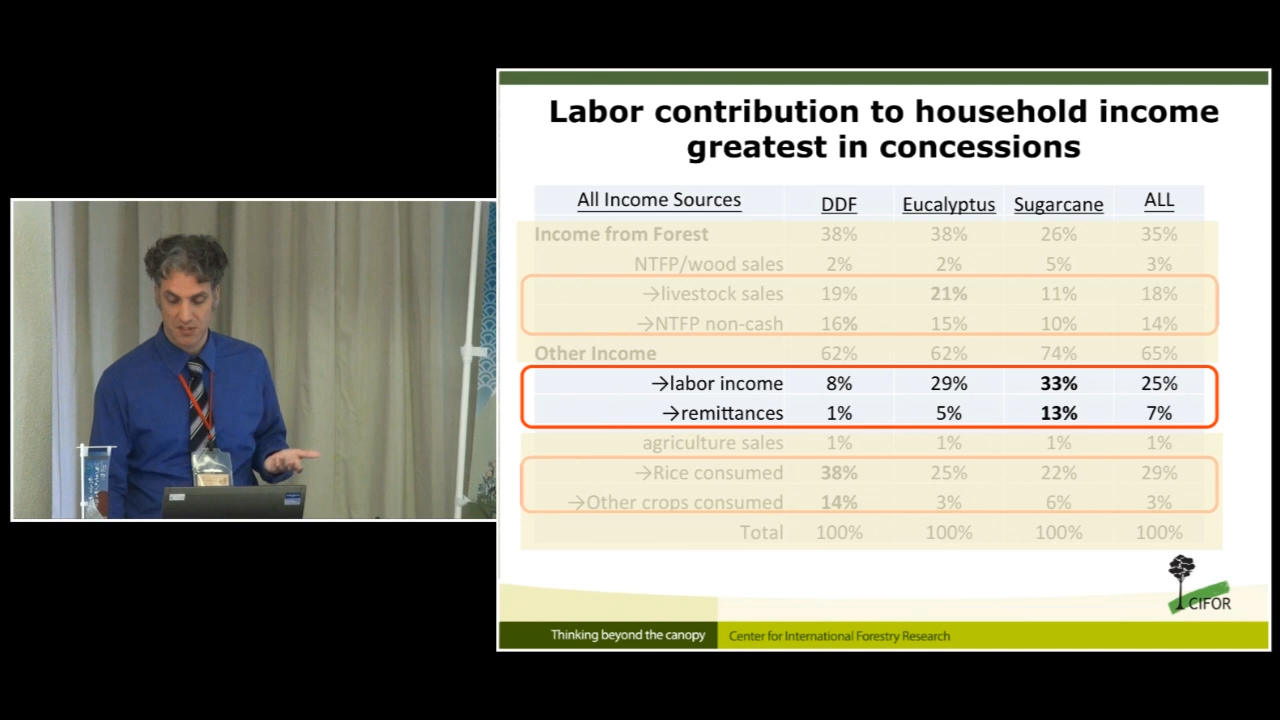 Labor contribution to household income
greatest in concessions
All Income Sources DDF Eucalyptus Sugarcane ALL
Income from Forest 38% 38% 26% 35%
NTFP/wood sales 2% 2% 5% 3%
→livestock sales 19% 21% 11% 18%
→NTFP non-cash 16% 15% 10% 14%
Other Income 62% 62% 74% 65%
→labor income 8% 29% 33% 25%
→remittances 1% 5% 13% 7%
agriculture sales 1% 1% 1% 1%
→Rice consumed 38% 25% 22% 29%
→Other crops consumed 14% 3% 6% 3%
Total 100% 100% 100% 100%
CIFOR
Thinking beyond the canopy Center for International Forestry Research